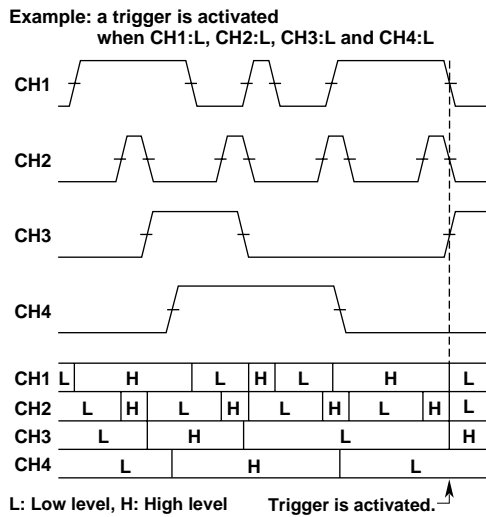 Example: a trigger is activated
when CH1:L, CH2:L, CH3:L and CH4:L
CH1
CH2
CH3
CH4
CH1 L H L H L H L
CH2 L H L H L H L H L
CH3 L H L H
CH4 L H L
L: Low level, H: High level Trigger is activated.